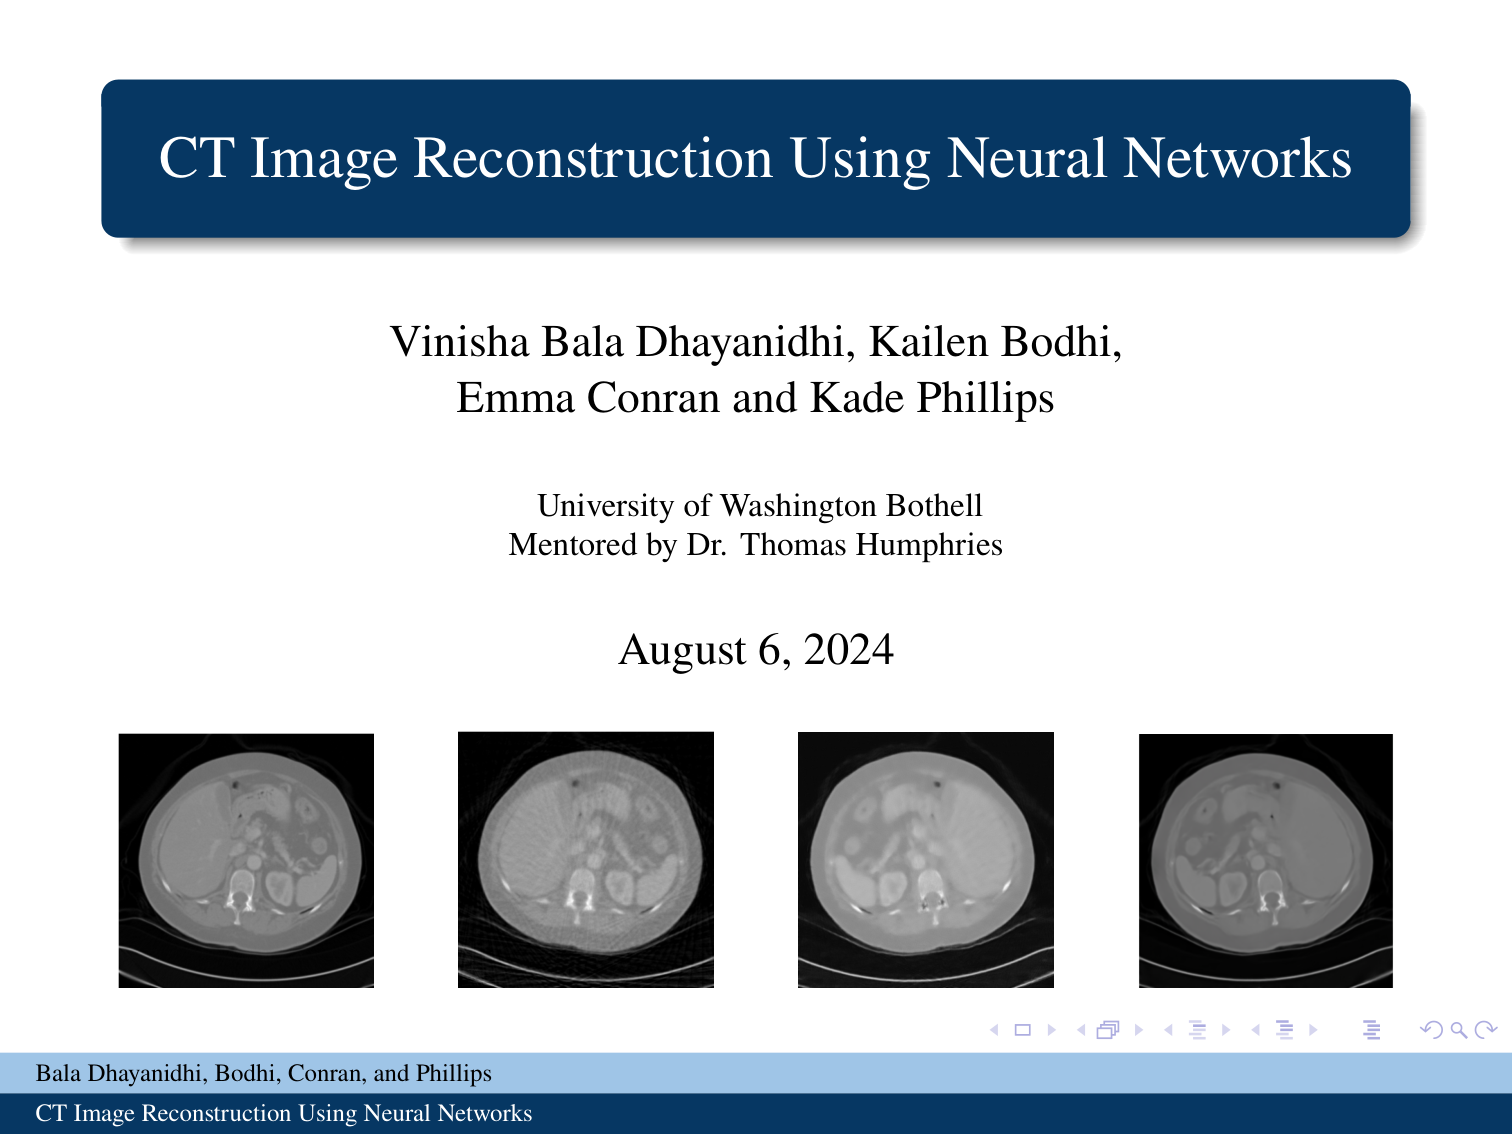 CT Image Reconstruction Using Neural Networks
Vinisha Bala Dhayanidhi, Kailen Bodhi,
Emma Conran and Kade Phillips
University of Washington Bothell
Mentored by Dr. Thomas Humphries
August 6, 2024
Bala Dhayanidhi, Bodhi, Conran, and Phillips
CT Image Reconstruction Using Neural Networks